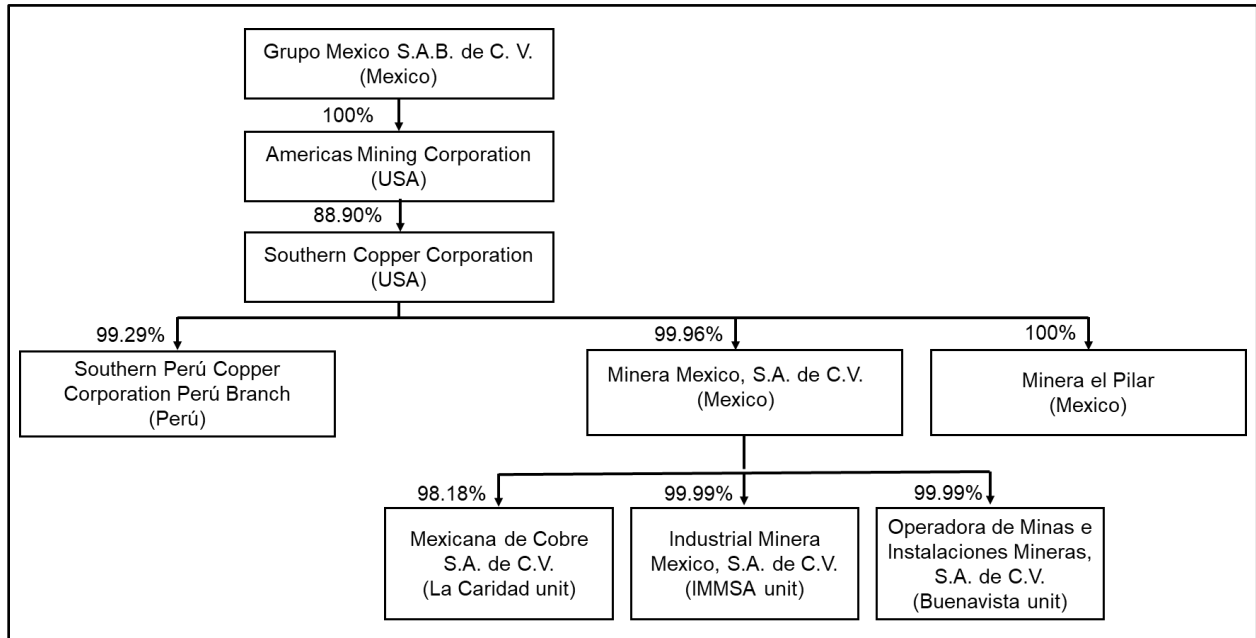 Grupo Mexico S.A.B. de C. V.
(Mexico)
100%
Americas Mining Corporation
(USA)
88.90%
Southern Copper Corporation
(USA)
99.29%
99.96%
100%
Southern Perú Copper
Corporation Perú Branch
(Perú)
Minera Mexico, S.A. de C.V.
(Mexico)
Minera el Pilar
(Mexico)
98.18%
99.99%
99.99%
Mexicana de Cobre
S.A. de C.V.
(La Caridad unit)
Industrial Minera
Mexico, S.A. de C.V.
(IMMSA unit)
Operadora de Minas e
Instalaciones Mineras,
S.A. de C.V.
(Buenavista unit)